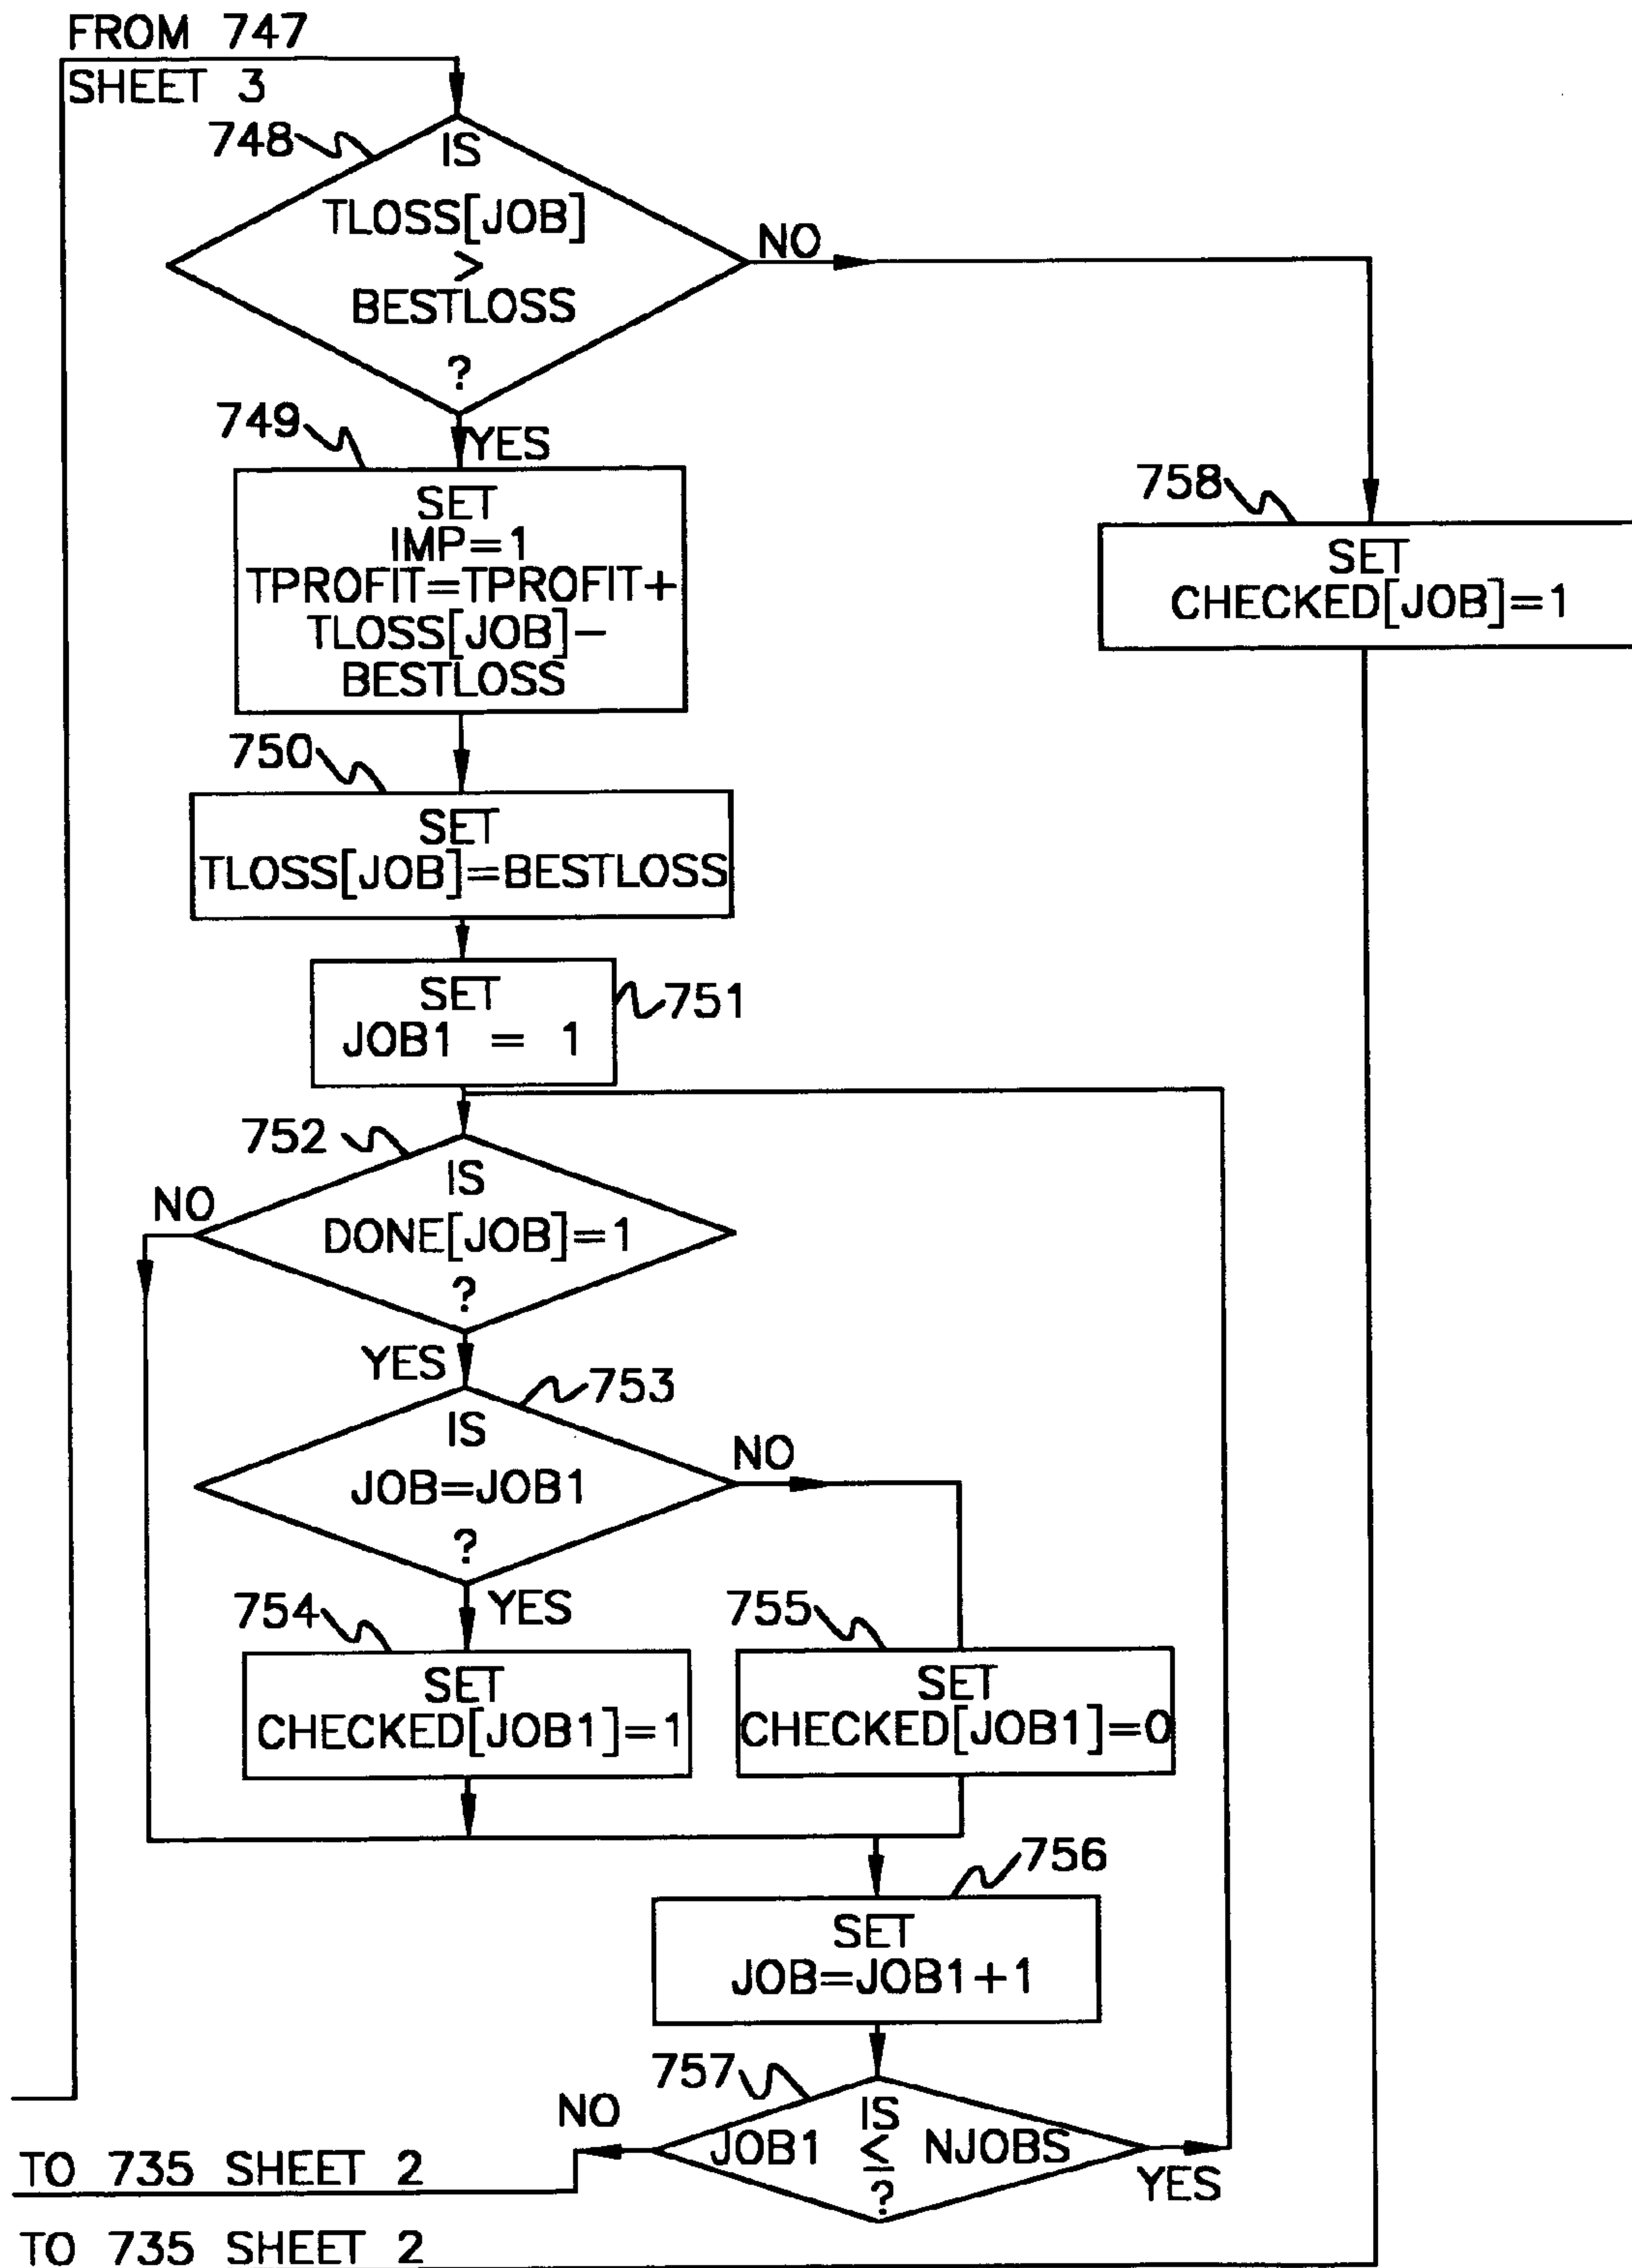 FROM 747
SHEET 3
748
IS
TLOSS[JOB]
>
BESTLOSS
?
NO
YES
749
SET
IMP=1
TPROFIT=TPROFIT+
TLOSS[JOB]−
BESTLOSS
758
SET
CHECKED[JOB]=1
750
SET
TLOSS[JOB]=BESTLOSS
751
SET
JOB1 = 1
752
IS
DONE[JOB]=1
?
NO
YES
753
IS
JOB=JOB1
?
NO
YES
754
SET
CHECKED[JOB1]=1
755
SET
CHECKED[JOB1]=0
756
SET
JOB=JOB1+1
757
IS
JOB1 ≤ NJOBS
?
NO
YES
TO 735 SHEET 2
TO 735 SHEET 2